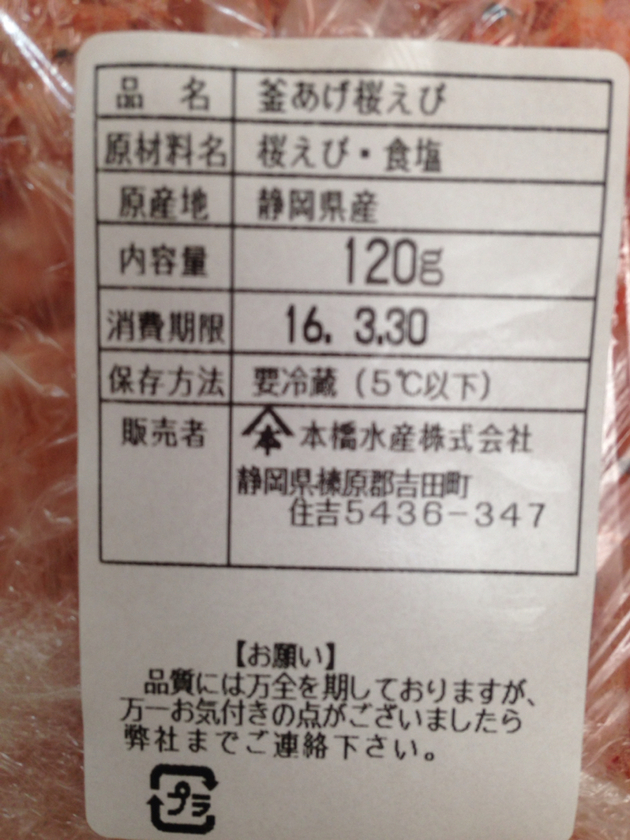 品 名 釜あげ桜えび
原材料名 桜えび・食塩
原産地 静岡県産
内容量 120g
消費期限 16. 3.30
保存方法 要冷蔵(5℃以下)
販売者 本 本橋水産株式会社
静岡県榛原郡吉田町
住吉5436-347
【お願い】
品質には万全を期しておりますが、
万一お気付きの点がございましたら
弊社までご連絡下さい。
プラ